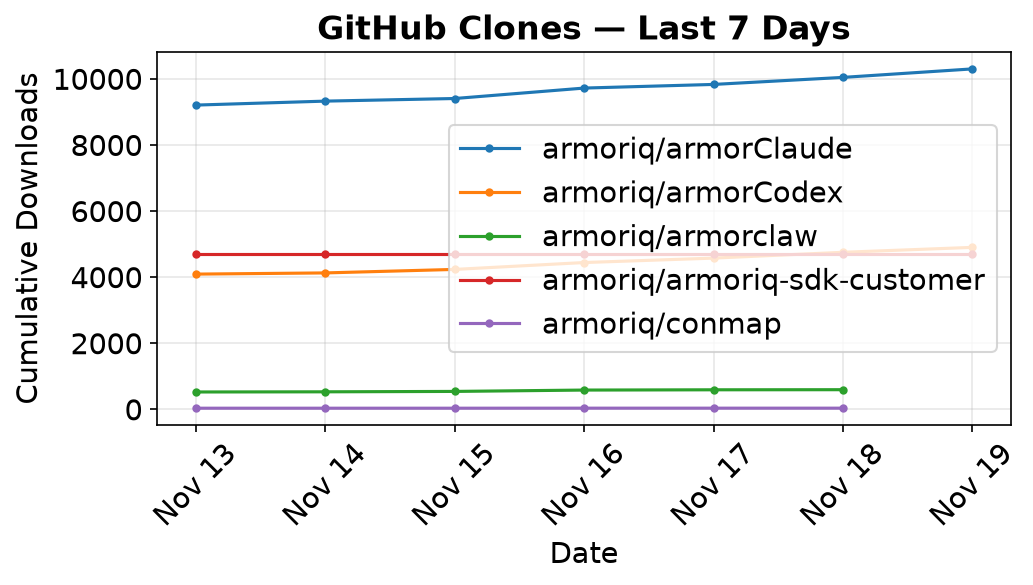 GitHub Clones — Last 7 Days
Cumulative Downloads
10000
8000
6000
4000
2000
0
armoriq/armorClaude
armoriq/armorCodex
armoriq/armorclaw
armoriq/armoriq-sdk-customer
armoriq/conmap
Nov 13
Nov 14
Nov 15
Nov 16
Nov 17
Nov 18
Nov 19
Date